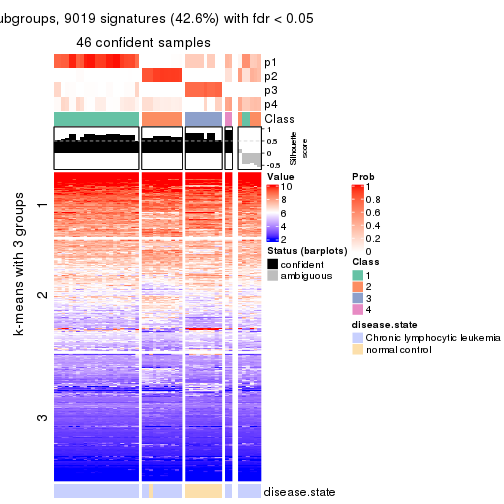 ubgroups, 9019 signatures (42.6%) with fdr < 0.05
46 confident samples
p1
p2
p3
p4
Class
1
0.5
0
-0.5
Silhouette
score
k-means with 3 groups
1
2
3
disease.state
Value
10
8
6
4
2
Status (barplots)
confident
ambiguous
Prob
1
0.8
0.6
0.4
0.2
0
Class
1
2
3
4
disease.state
Chronic lymphocytic leukemia
normal control